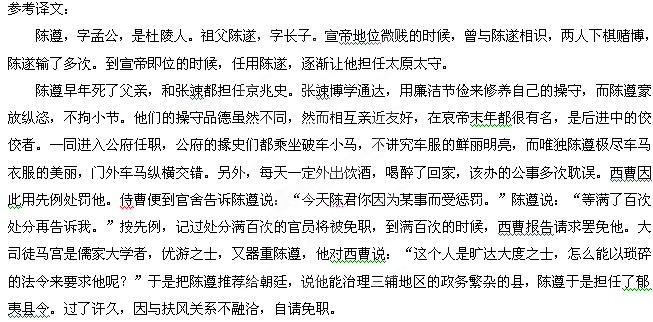 参考译文：
陈遵，字孟公，是杜陵人。祖父陈遂，字长子。宣帝地位微贱的时候，曾与陈遂相识，两人下棋赌博，
陈遂输了多次。到宣帝即位的时候，任用陈遂，逐渐让他担任太原太守。
陈遵早年死了父亲，和张竦都担任京兆史。张竦博学通达，用廉洁节俭来修养自己的操守，而陈遵豪
放纵恣，不拘小节。他们的操守品德虽然不同，然而相互亲近友好，在哀帝末年都很有名，是后进中的佼
佼者。一同进入公府任职，公府的掾史们都乘坐破车小马，不讲究车服的鲜丽明亮，而唯独陈遵极尽车马
衣服的美丽，门外车马纵横交错。另外，每天一定外出饮酒，喝醉了回家，该办的公事多次耽误。西曹因
此用先例处罚他。侍曹便到官舍告诉陈遵说：“今天陈君你因为某事而受惩罚。”陈遵说：“等满了百次
处分再告诉我。”按先例，记过处分满百次的官员将被免职，到满百次的时候，西曹报告请求罢免他。大
司徒马宫是儒家大学者，优游之士，又器重陈遵，他对西曹说：“这个人是旷达大度之士，怎么能以琐碎
的法令来要求他呢？”于是把陈遵推荐给朝廷，说他能治理三辅地区的政务繁杂的县，陈遵于是担任了郁
夷县令。过了许久，因与扶风关系不融洽，自请免职。